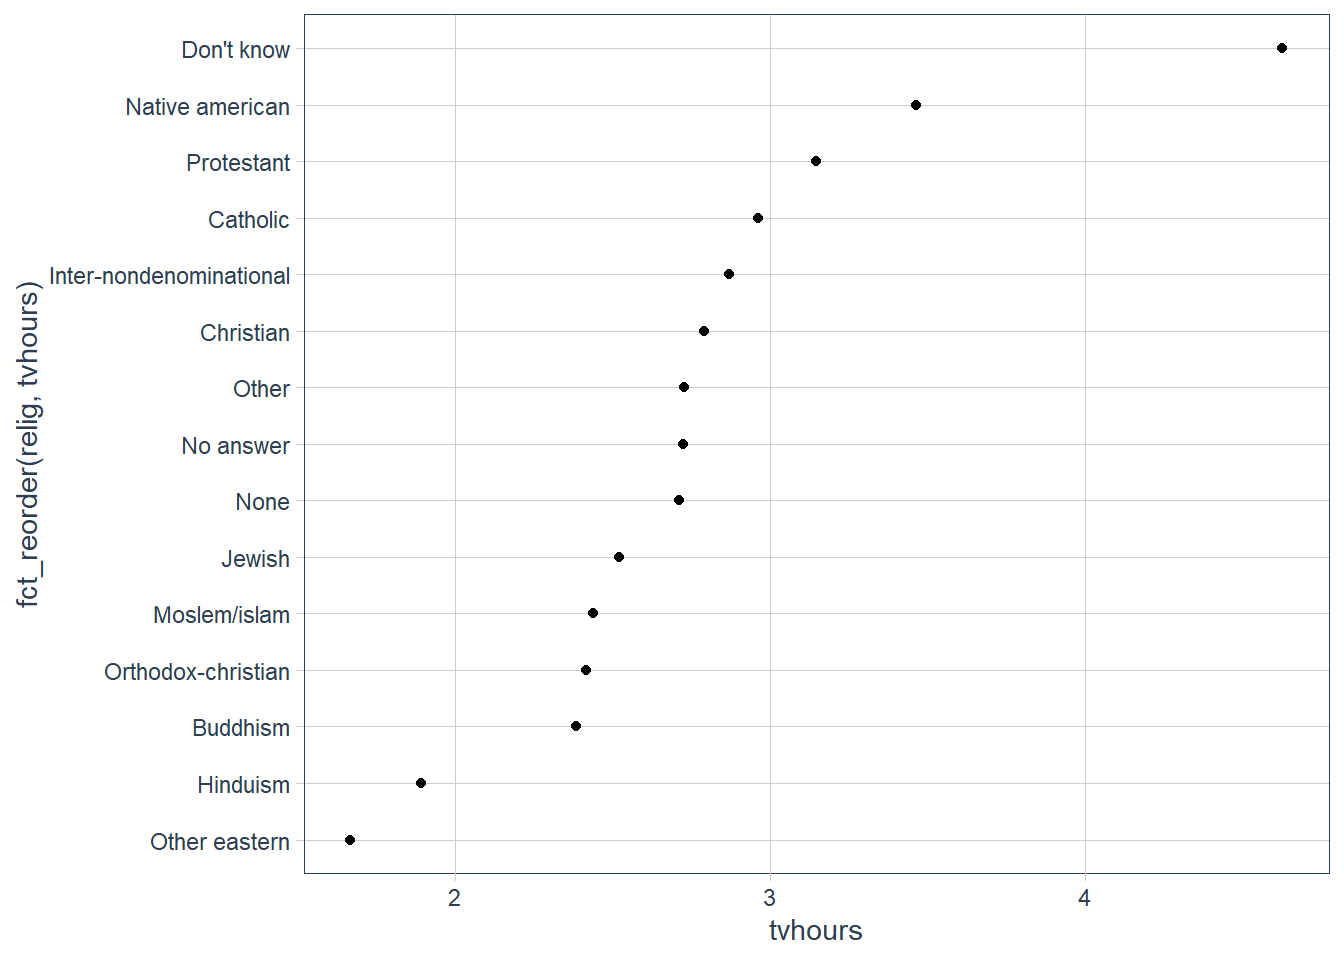 Don't know
Native american
Protestant
Catholic
Inter-nondenominational
Christian
Other
No answer
None
Jewish
Moslem/islam
Orthodox-christian
Buddhism
Hinduism
Other eastern
fct_reorder(relig, tvhours)
2 3 4
tvhours